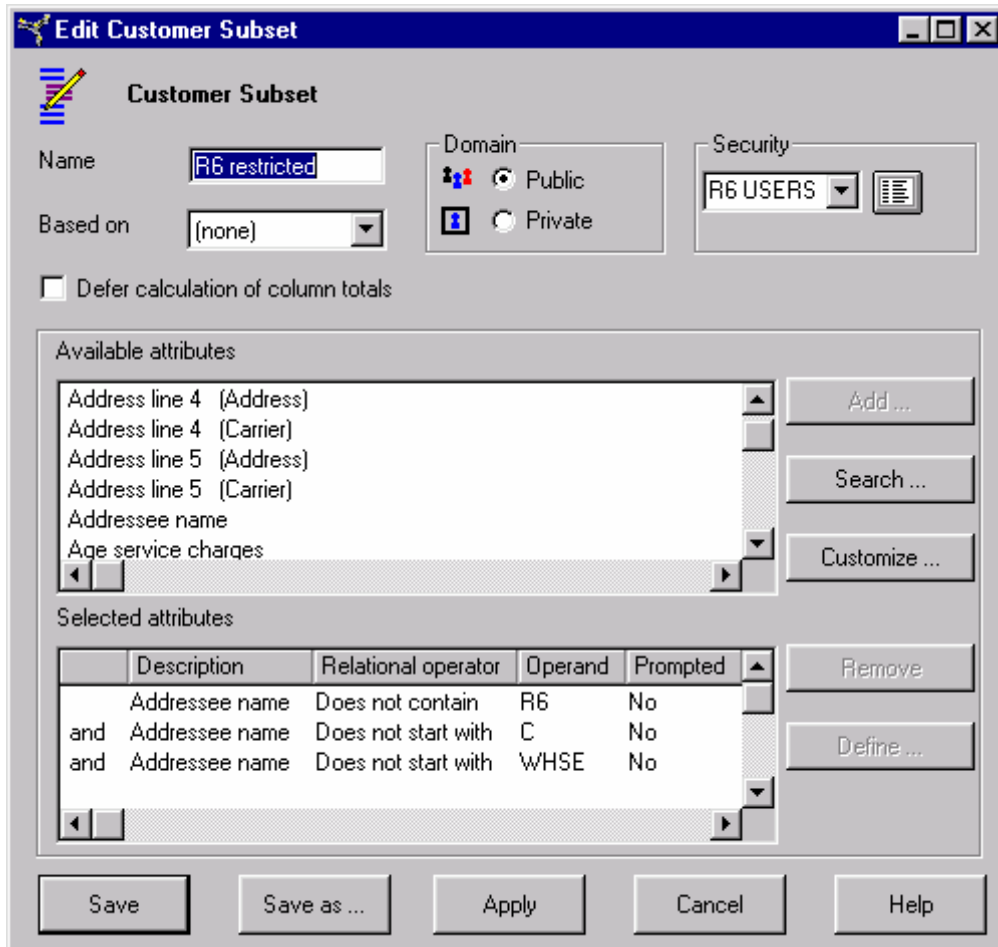 Edit Customer Subset
Customer Subset
Name
R6 restricted
Based on
(none)
Domain
Public
Private
Security
R6 USERS
Defer calculation of column totals
Available attributes
Address line 4 (Address)
Address line 4 (Carrier)
Address line 5 (Address)
Address line 5 (Carrier)
Addressee name
Age service charges
Add ...
Search ...
Customize ...
Selected attributes
Description Relational operator Operand Prompted
Addressee name Does not contain R6 No
and Addressee name Does not start with C No
and Addressee name Does not start with WHSE No
Remove
Define ...
Save Save as ... Apply Cancel Help